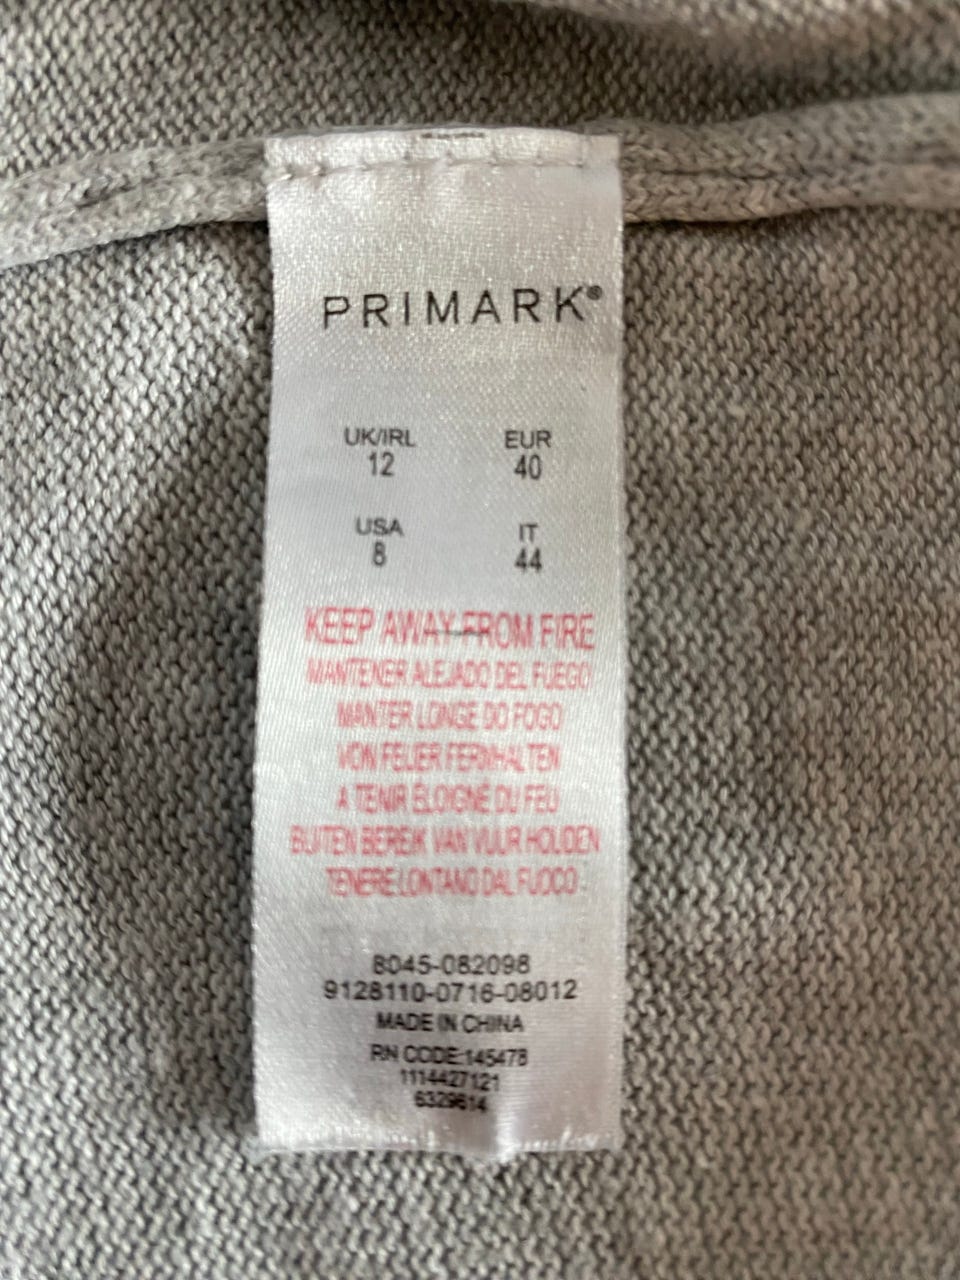 PRIMARK®
UK/IRL EUR
12 40
USA IT
8 44
KEEP AWAY FROM FIRE
MANTENER ALEJADO DEL FUEGO
MANTER LONGE DO FOGO
VON FEUER FERNHALTEN
A TENIR ÉLOIGNÉ DU FEU
BUITEN BEREIK VAN VUUR HOUDEN
TENERE LONTANO DAL FUOCO
8045-082098
9128110-0716-08012
MADE IN CHINA
RN CODE:145478
1114427121
6329614